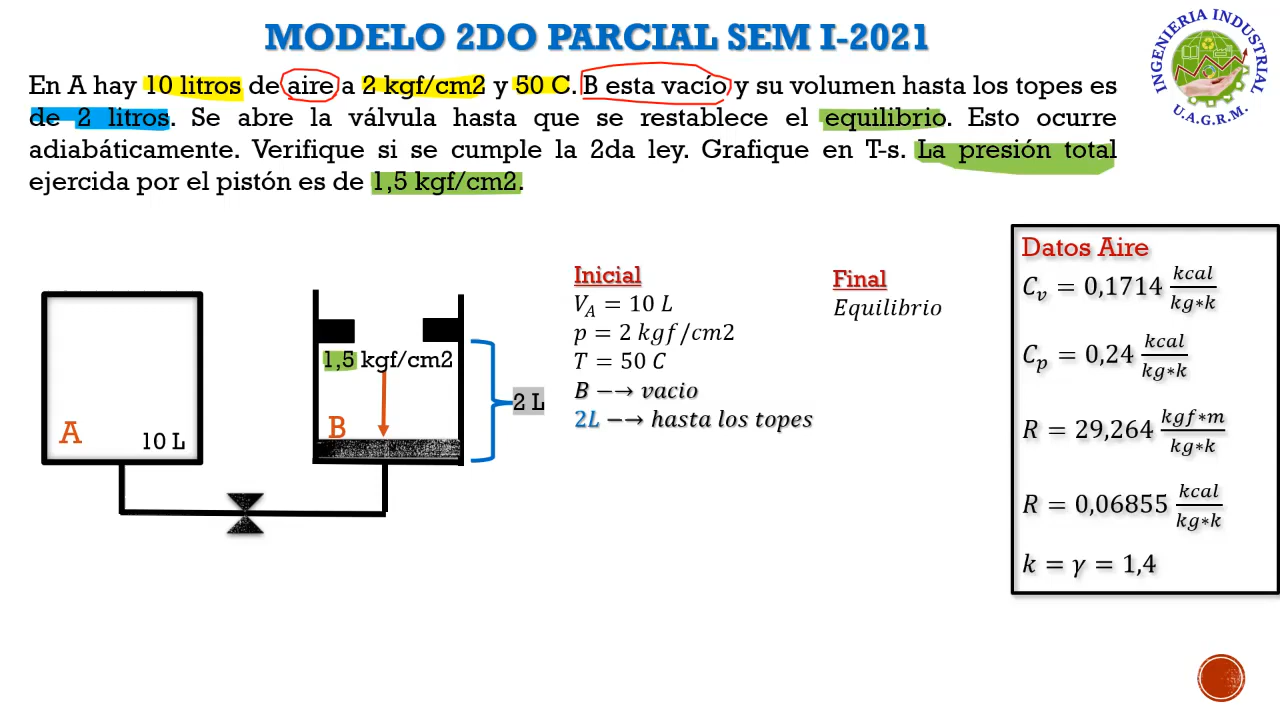 MODELO 2DO PARCIAL SEM I-2021
En A hay 10 litros de aire a 2 kgf/cm2 y 50 C. B esta vacío y su volumen hasta los topes es
de 2 litros. Se abre la válvula hasta que se restablece el equilibrio. Esto ocurre
adiabáticamente. Verifique si se cumple la 2da ley. Grafique en T-s. La presión total
ejercida por el pistón es de 1,5 kgf/cm2.
INGENIERIA INDUSTRIAL
U.A.G.R.M.
1,5 kgf/cm2
A
10 L
B
2 L
Inicial
V_A = 10 L
p = 2 kgf/cm2
T = 50 C
B −→ vacio
2L −→ hasta los topes
Final
Equilibrio
Datos Aire
C_v = 0,1714 kcal/kg∗k
C_p = 0,24 kcal/kg∗k
R = 29,264 kgf∗m/kg∗k
R = 0,06855 kcal/kg∗k
k = γ = 1,4